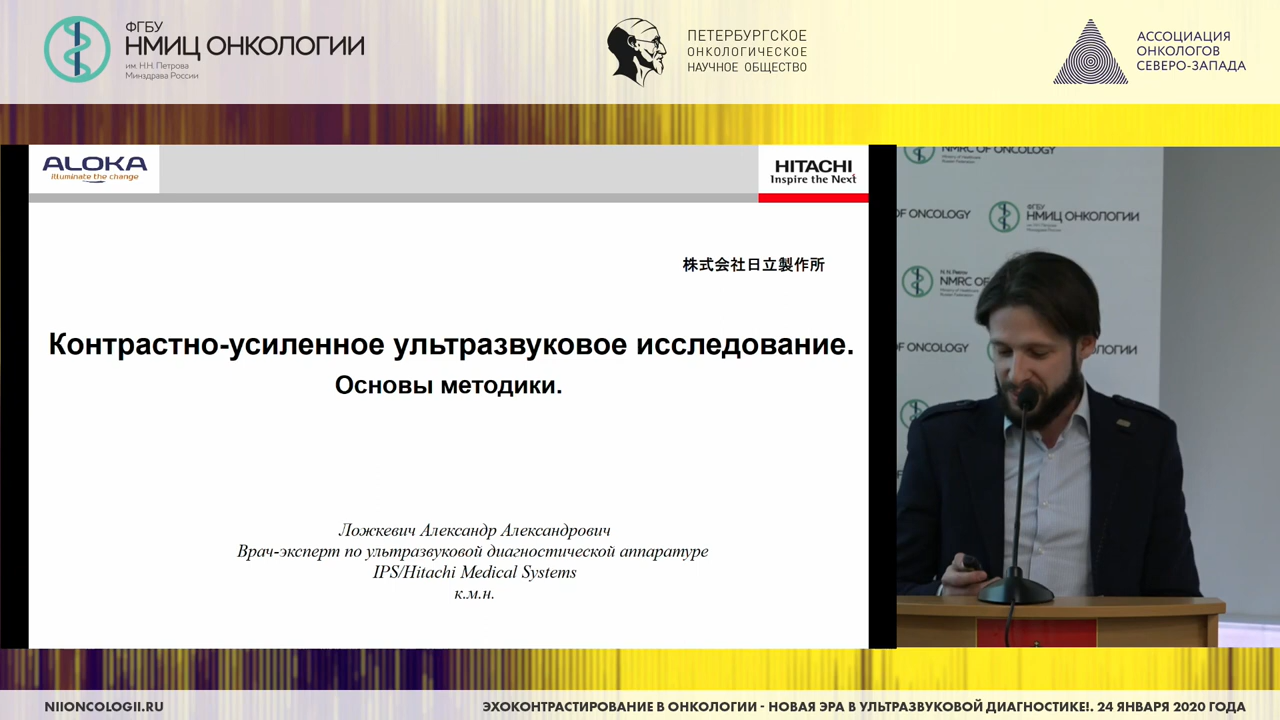 ФГБУ
НМИЦ ОНКОЛОГИИ
им. Н.Н. Петрова
Минздрава России
ПЕТЕРБУРГСКОЕ
ОНКОЛОГИЧЕСКОЕ
НАУЧНОЕ ОБЩЕСТВО
АССОЦИАЦИЯ
ОНКОЛОГОВ
СЕВЕРО-ЗАПАДА
ALOKA
illuminate the change
HITACHI
Inspire the Next
株式会社日立製作所
Контрастно-усиленное ультразвуковое исследование.
Основы методики.
Ложкевич Александр Александрович
Врач-эксперт по ультразвуковой диагностической аппаратуре
IPS/Hitachi Medical Systems
к.м.н.
NMRC OF ONCOLOGY
OF ONCOLOGY
ФГБУ
НМИЦ ОНКОЛОГИИ
NMRC OF
OF ONCOLOGY
ЛОГИИ
NIIONCOLOGII.RU
ЭХОКОНТРАСТИРОВАНИЕ В ОНКОЛОГИИ - НОВАЯ ЭРА В УЛЬТРАЗВУКОВОЙ ДИАГНОСТИКЕ!. 24 ЯНВАРЯ 2020 ГОДА